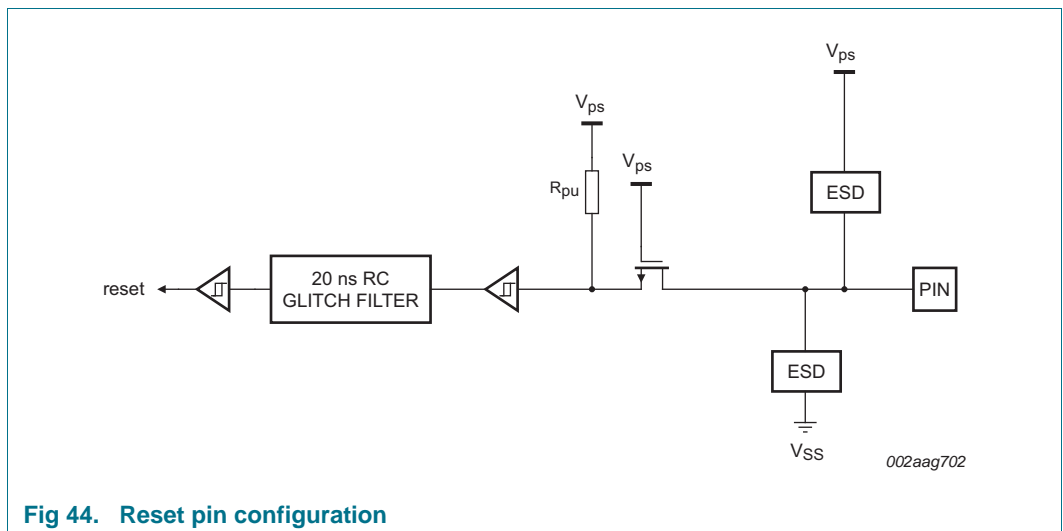 Vps
Vps
Vps
Rpu
ESD
reset
20 ns RC
GLITCH FILTER
PIN
ESD
VSS
002aag702
Fig 44. Reset pin configuration